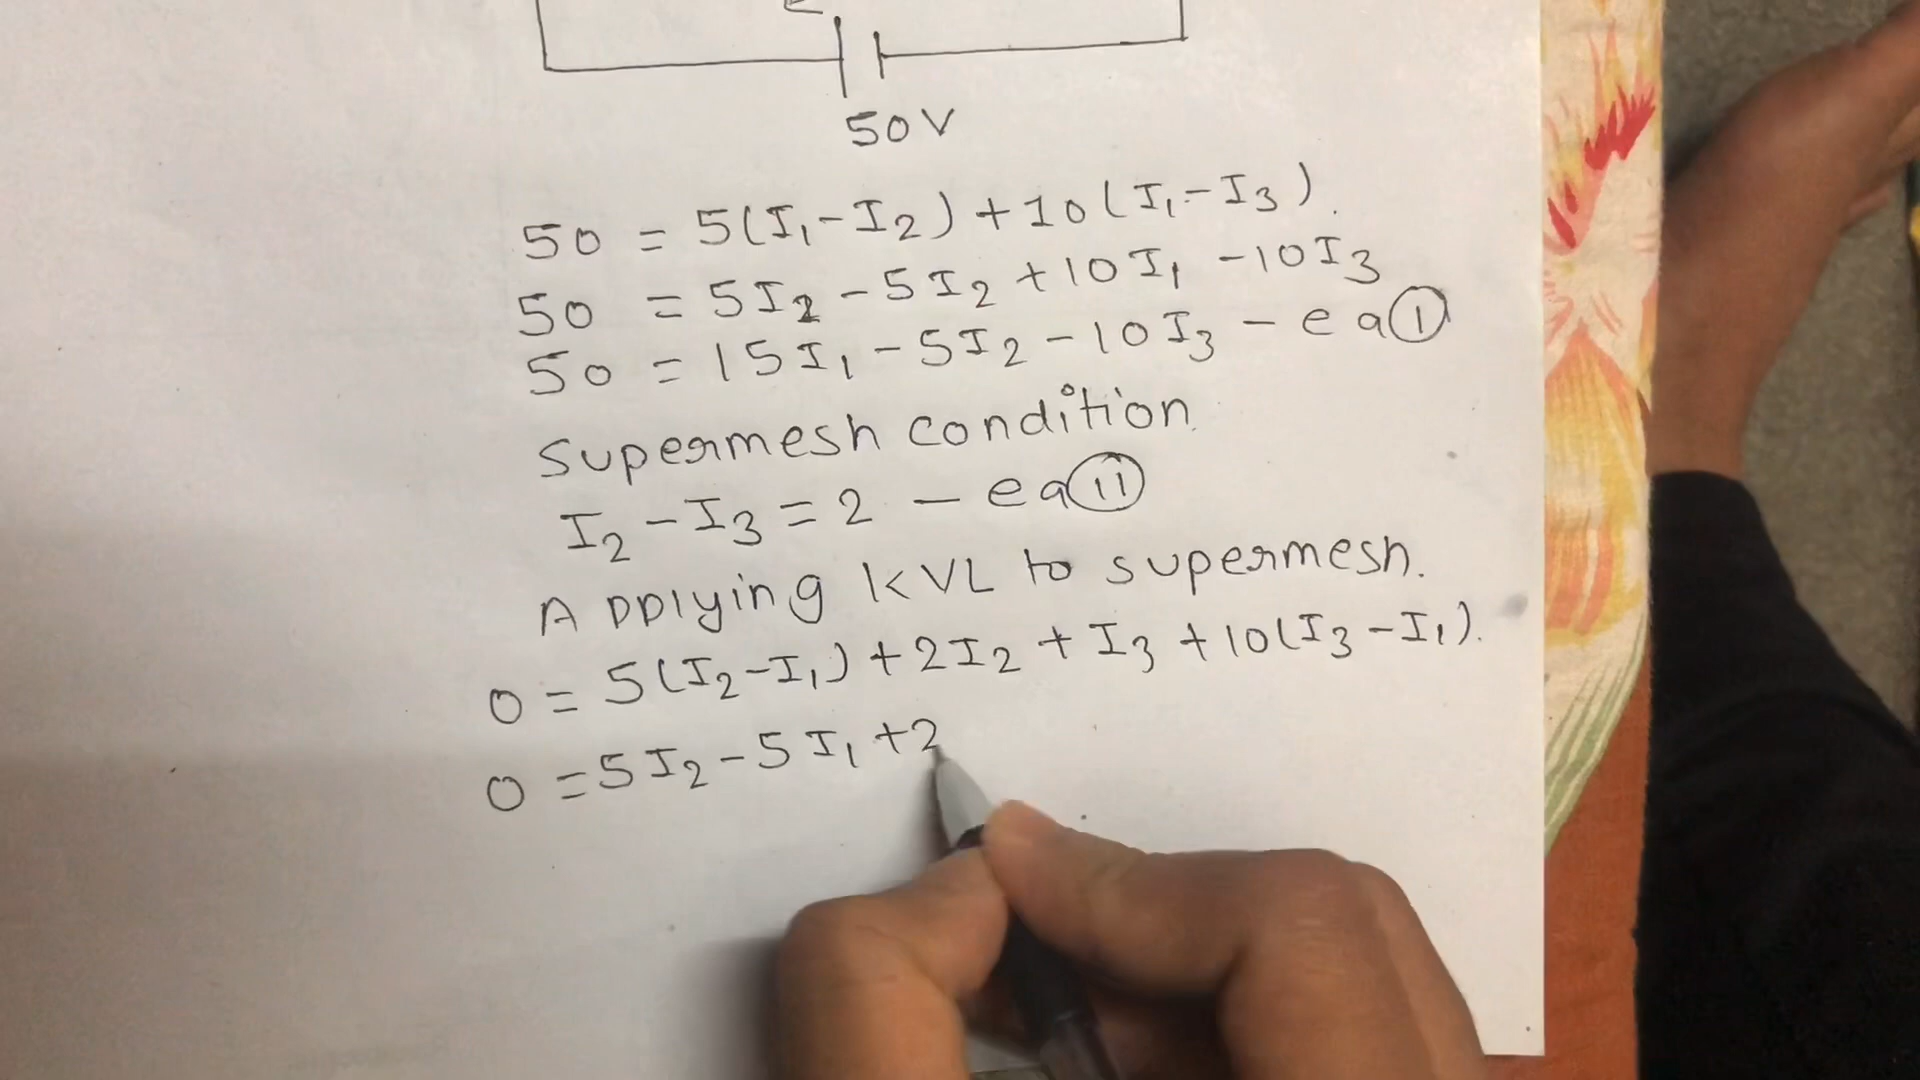 50V
50 = 5(I₁-I₂)+10(I₁-I₃).
50 = 5I₂-5I₂+10I₁-10I₃
50 = 15I₁-5I₂-10I₃ - eq ①
Supermesh condition
I₂-I₃=2 - eq ⑪
Applying KVL to supermesh.
0 = 5(I₂-I₁)+2I₂+I₃+10(I₃-I₁).
0 =5I₂-5I₁+2